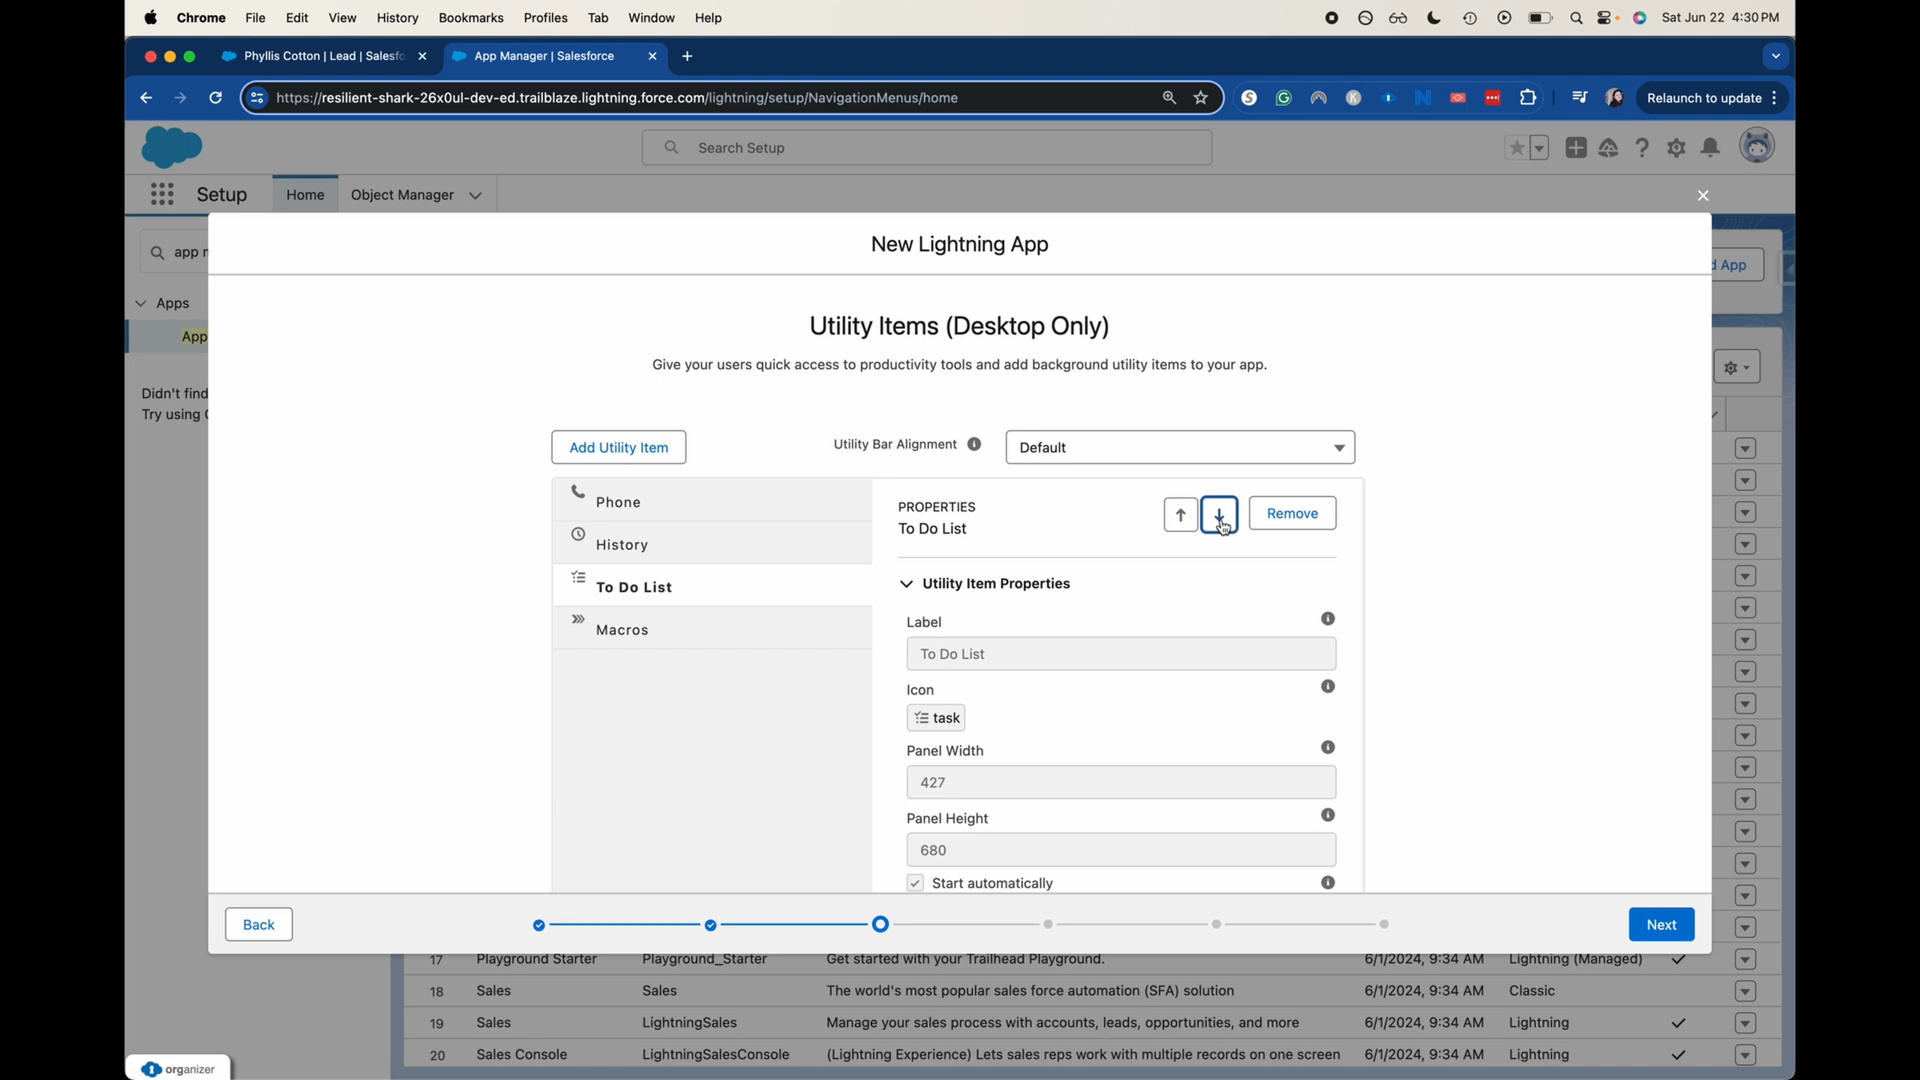 Chrome File Edit View History Bookmarks Profiles Tab Window Help Sat Jun 22 4:30 PM
Phyllis Cotton | Lead | Salesfo App Manager | Salesforce
https://resilient-shark-26x0ul-dev-ed.trailblaze.lightning.force.com/lightning/setup/NavigationMenus/home Relaunch to update
Search Setup
Setup Home Object Manager
New Lightning App
app
d App
Apps
App
Didn't find
Try using
Utility Items (Desktop Only)
Give your users quick access to productivity tools and add background utility items to your app.
Add Utility Item Utility Bar Alignment Default
Phone
History
To Do List
Macros
PROPERTIES
To Do List
Remove
Utility Item Properties
Label
To Do List
Icon
task
Panel Width
427
Panel Height
680
Start automatically
Back Next
17 Playground Starter Playground_Starter Get started with your Trailhead Playground. 6/1/2024, 9:34 AM Lightning (Managed)
18 Sales Sales The world's most popular sales force automation (SFA) solution 6/1/2024, 9:34 AM Classic
19 Sales LightningSales Manage your sales process with accounts, leads, opportunities, and more 6/1/2024, 9:34 AM Lightning
20 Sales Console LightningSalesConsole (Lightning Experience) Lets sales reps work with multiple records on one screen 6/1/2024, 9:34 AM Lightning
organizer